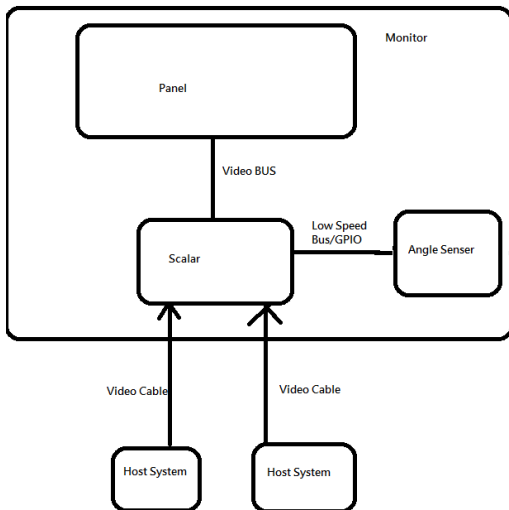 Monitor
Panel
Video BUS
Low Speed
Bus/GPIO
Scalar
Angle Senser
Video Cable
Video Cable
Host System
Host System